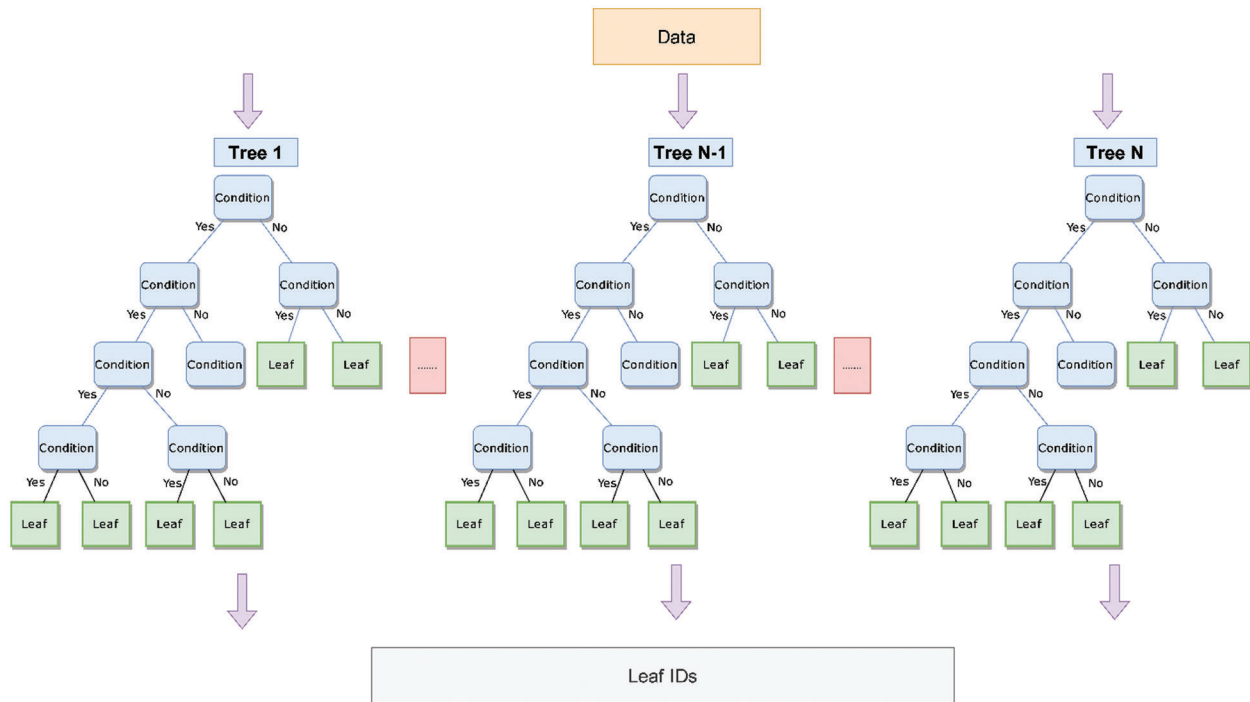 Data
Tree 1 Tree N-1 Tree N
Condition Condition Condition
Yes No Yes No Yes No
Condition Condition Condition Condition Condition Condition
Yes No Yes No Yes No Yes No Yes No Yes No
Condition Condition Leaf Leaf ....... Condition Condition Leaf Leaf ....... Condition Condition Leaf Leaf
Yes No Yes No Yes No
Condition Condition Condition Condition Condition Condition
Yes No Yes No Yes No Yes No Yes No Yes No
Leaf Leaf Leaf Leaf Leaf Leaf Leaf Leaf Leaf Leaf Leaf Leaf
Leaf IDs